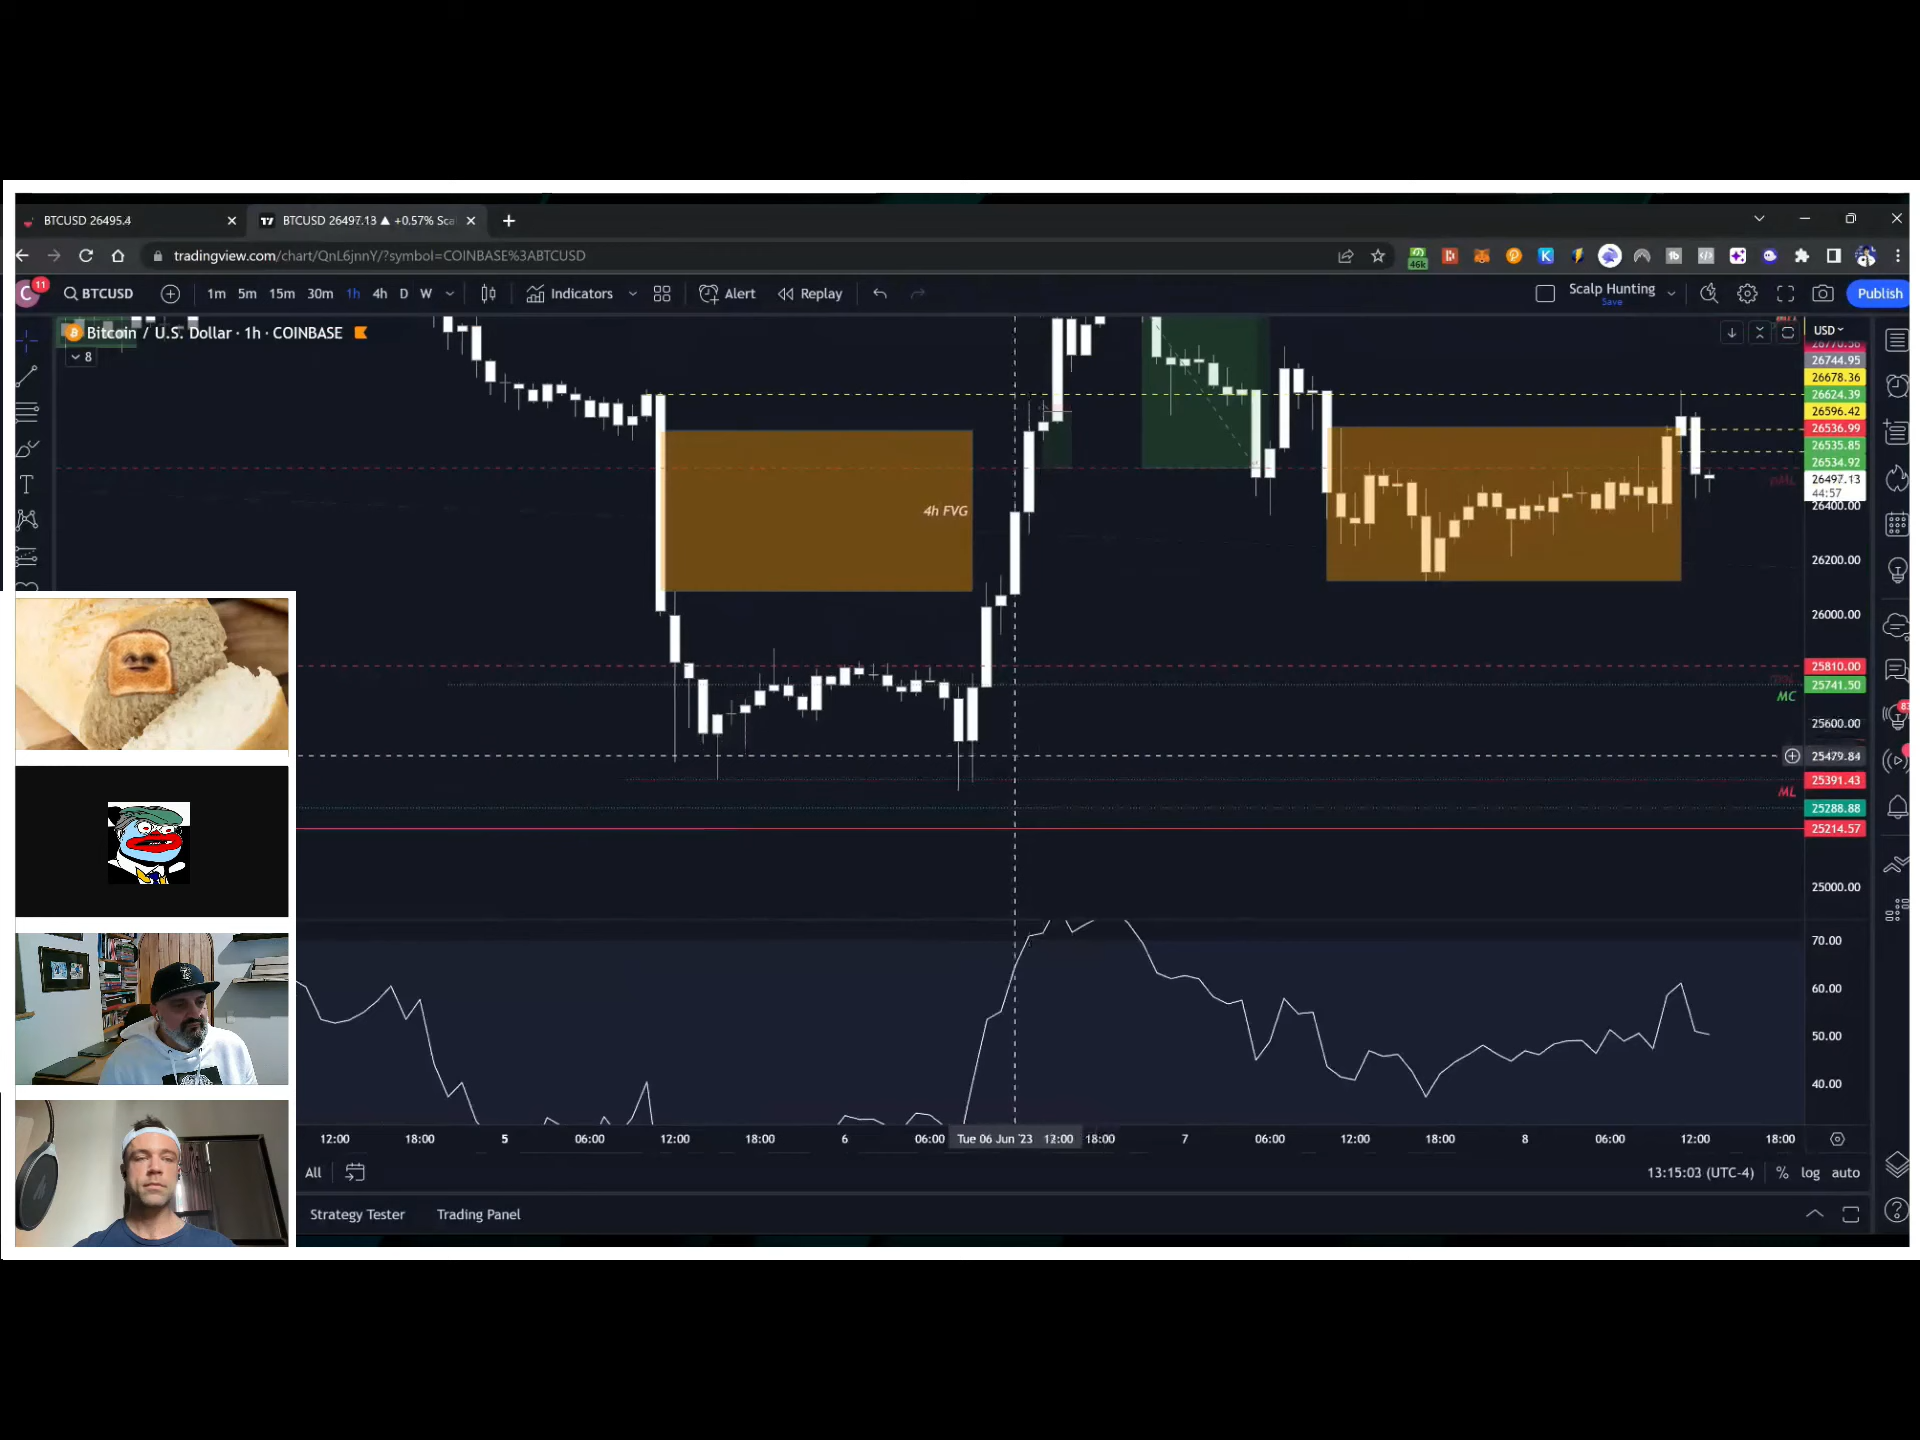 BTCUSD 26495.4
BTCUSD 26497.13 ▲ +0.57% Sca
tradingview.com/chart/QnL6jnnY/?symbol=COINBASE%3ABTCUSD
46k
C 11 BTCUSD 1m 5m 15m 30m 1h 4h D W Indicators Alert Replay Scalp Hunting Publish
Save
Bitcoin / U.S. Dollar · 1h · COINBASE
8
USD
26744.95
26678.36
26624.39
26596.42
26536.99
26535.85
26534.92
26497.13
44:57
26400.00
4h FVG
26200.00
26000.00
25810.00
25741.50
MC
25600.00
25479.84
25391.43
ML
25288.88
25214.57
25000.00
70.00
60.00
50.00
40.00
12:00 18:00 5 06:00 12:00 18:00 6 06:00 Tue 06 Jun '23 12:00 18:00 7 06:00 12:00 18:00 8 06:00 12:00 18:00
All 13:15:03 (UTC-4) % log auto
Strategy Tester Trading Panel